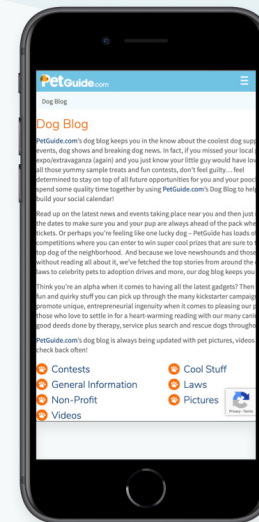 PetGuide.com
Dog Blog
Dog Blog
PetGuide.com's dog blog keeps you in the know about the coolest dog
events, dog shows and breaking dog news. In fact, if you missed your local
expo/extravaganza (again) and you just know your little guy would have
all those yummy sample treats and fun contests, don't feel guilty... feel
determined to stay on top of all future opportunities for you and your
spend some quality time together by using PetGuide.com's Dog Blog to
build your social calendar!
Read up on the latest news and events taking place near you and then just
the dates to make sure you and your pup are always ahead of the pack
tickets. Or perhaps you're feeling like one lucky dog – PetGuide has loads
competitions where you can enter to win super cool prizes that are sure to
top dog of the neighborhood. And because we love newshounds and those
without reading all about it, we've fetched the top stories from around the
laws to celebrity pets to adoption drives and more, our dog blog keeps
Think you're an alpha when it comes to having all the latest gadgets? Then
fun and quirky stuff you can pick up through the many kickstarter
promote unique, entrepreneurial ingenuity when it comes to pleasing our
those who love to settle in for a heart-warming reading with our many
good deeds done by therapy, service plus search and rescue dogs
PetGuide.com's dog blog is always being updated with pet pictures, videos
check back often!
Contests
Cool Stuff
General Information
Laws
Non-Profit
Pictures
Videos
Privacy - Terms